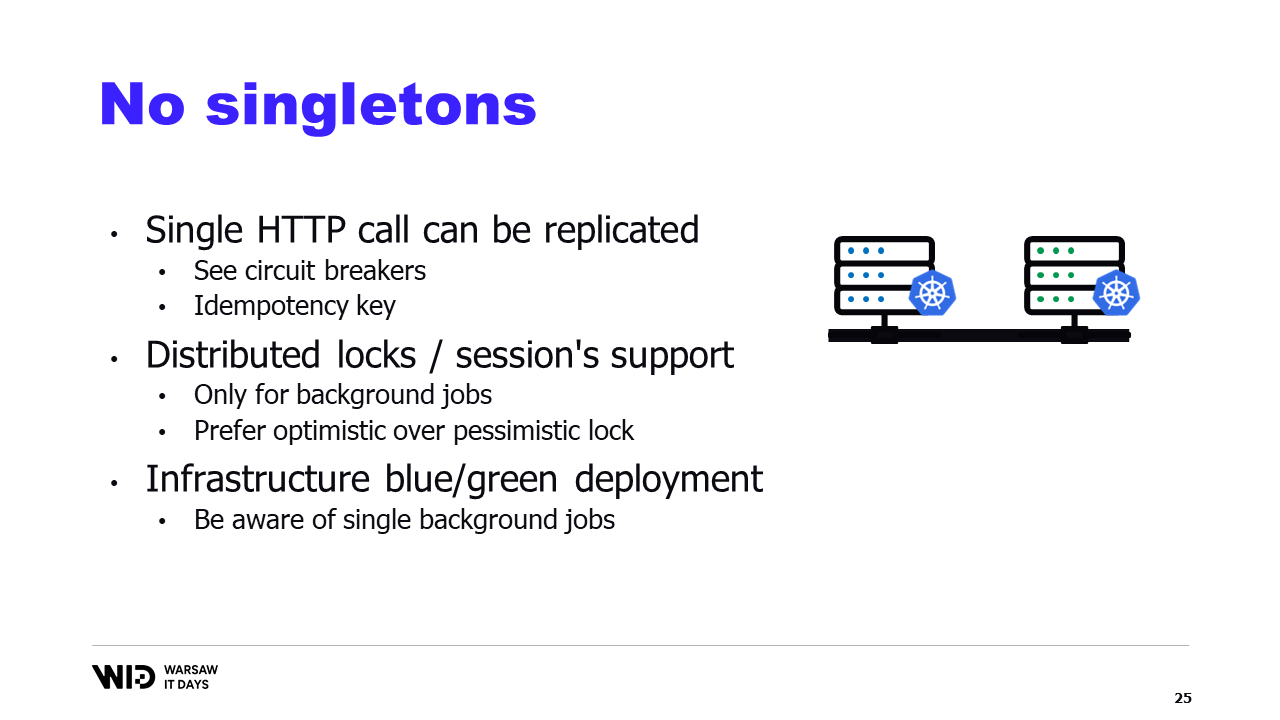 No singletons
• Single HTTP call can be replicated
• See circuit breakers
• Idempotency key
• Distributed locks / session's support
• Only for background jobs
• Prefer optimistic over pessimistic lock
• Infrastructure blue/green deployment
• Be aware of single background jobs
WID WARSAW
IT DAYS
25